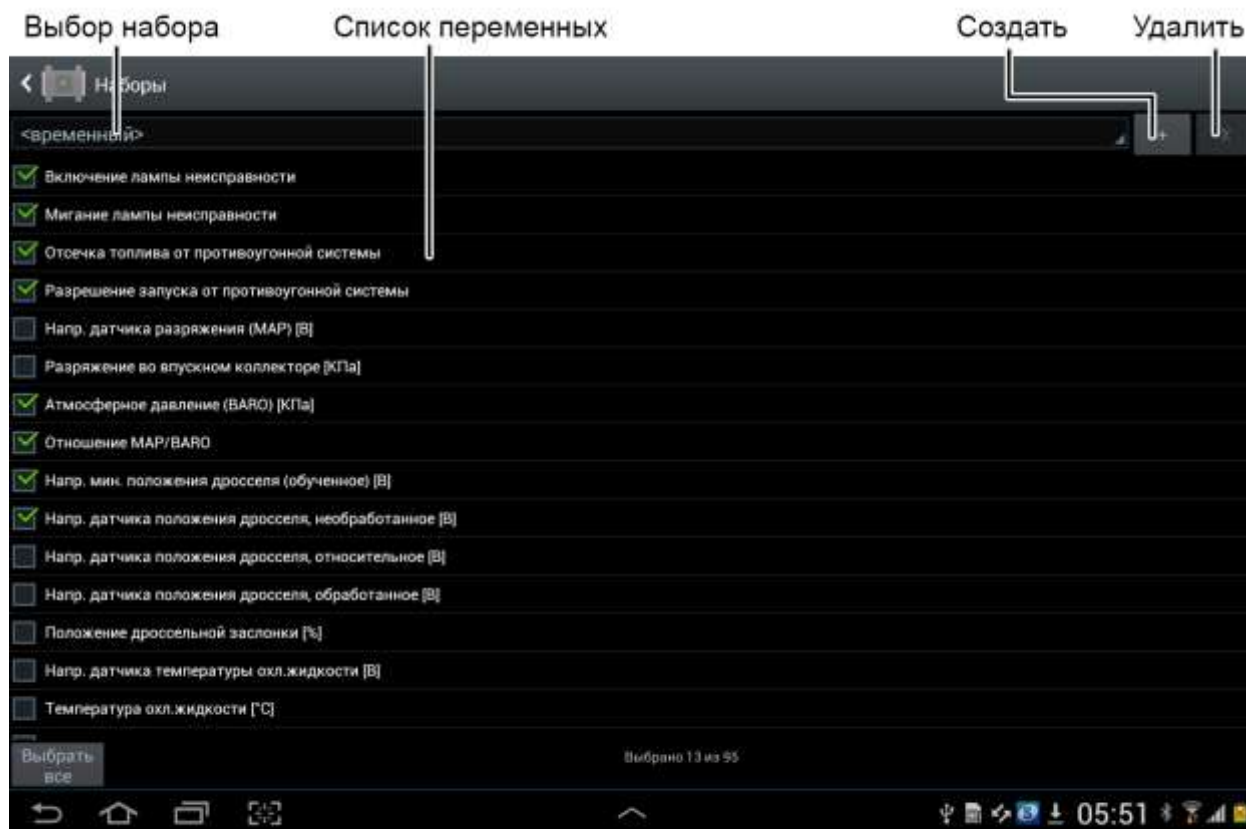 Выбор набора
Список переменных
Создать
Удалить
Наборы
<временный>
+
Включение лампы неисправности
Мигание лампы неисправности
Отсечка топлива от противоугонной системы
Разрешение запуска от противоугонной системы
Напр. датчика разряжения (MAP) [В]
Разряжение во впускном коллекторе [КПа]
Атмосферное давление (BARO) [КПа]
Отношение MAP/BARO
Напр. мин. положения дросселя (обученное) [В]
Напр. датчика положения дросселя, необработанное [В]
Напр. датчика положения дросселя, относительное [В]
Напр. датчика положения дросселя, обработанное [В]
Положение дроссельной заслонки [%]
Напр. датчика температуры охл.жидкости [В]
Температура охл.жидкости [°C]
Выбрать
все
Выбрано 13 из 95
05:51